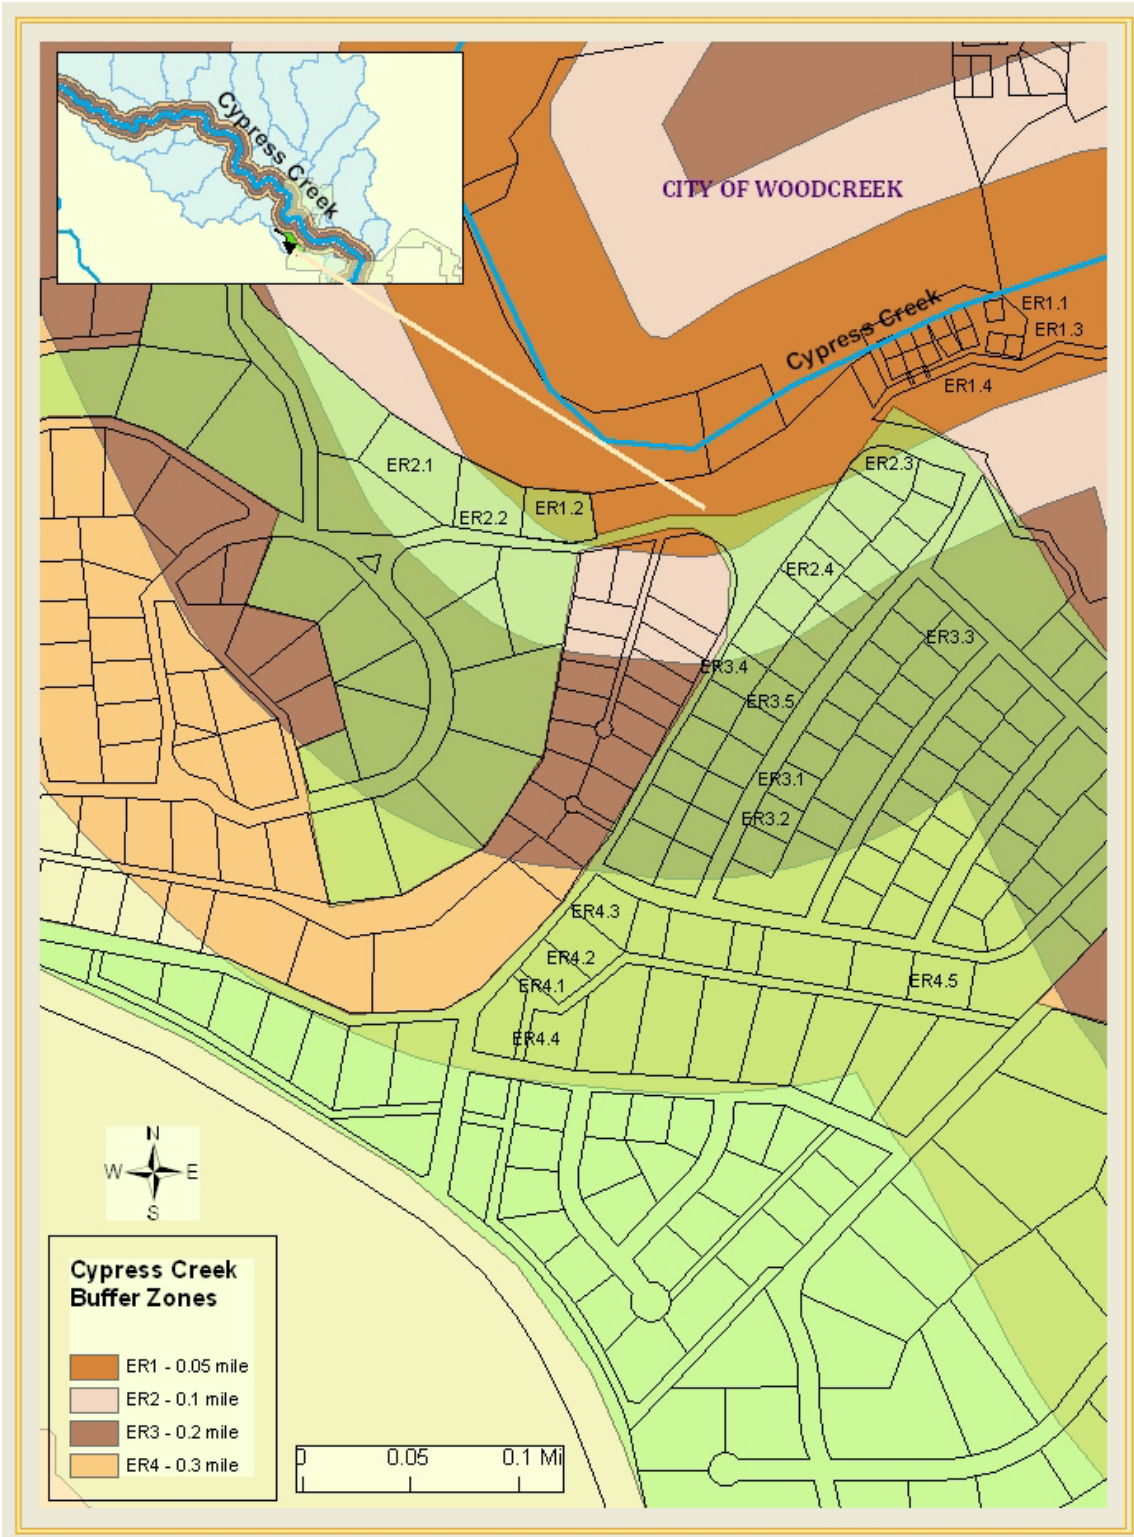 Cypress Creek
CITY OF WOODCREEK
Cypress Creek
ER1.1
ER1.3
ER1.4
ER2.1
ER2.3
ER1.2
ER2.2
ER2.4
ER3.3
ER3.4
ER3.5
ER3.1
ER3.2
ER4.3
ER4.2
ER4.1
ER4.5
ER4.4
N
W E
S
Cypress Creek
Buffer Zones
ER1 - 0.05 mile
ER2 - 0.1 mile
ER3 - 0.2 mile
ER4 - 0.3 mile
0 0.05 0.1 Mi